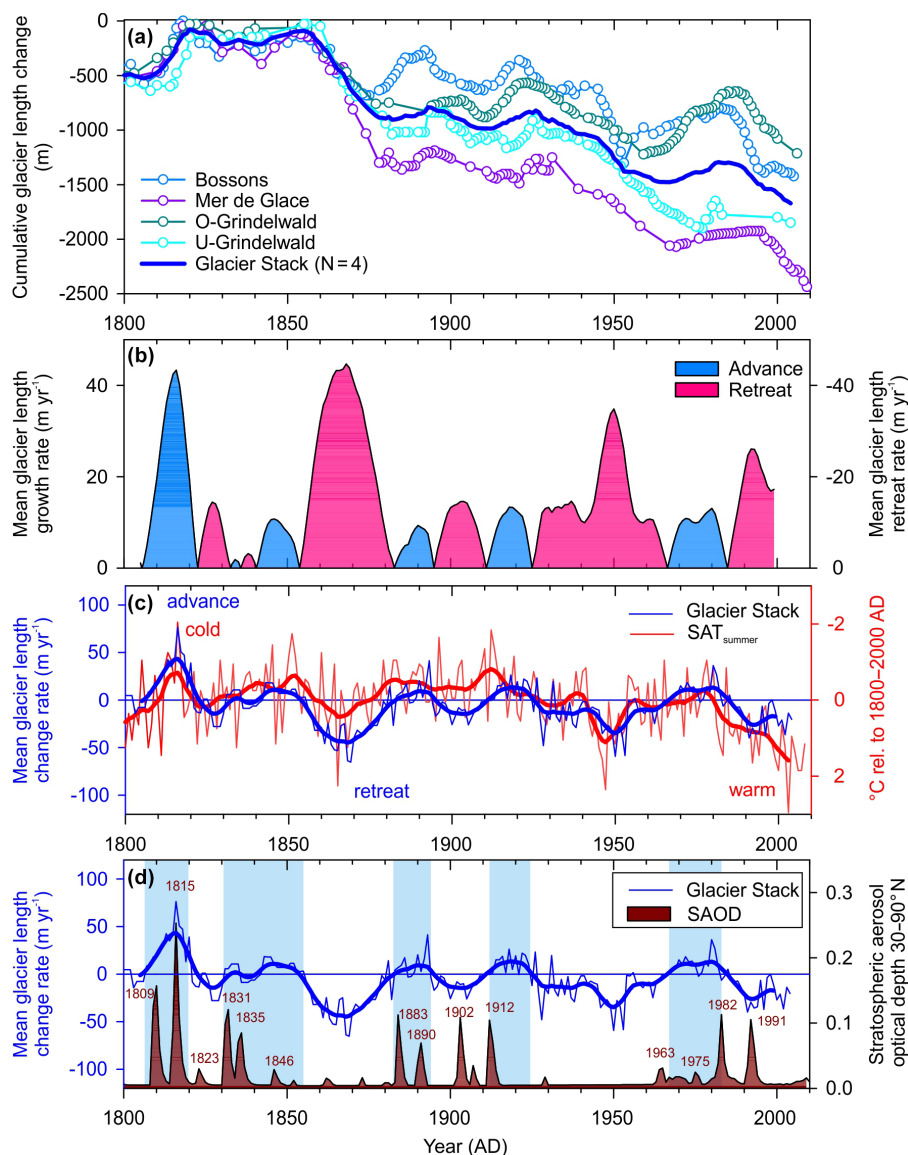 (a)
Cumulative glacier length change
(m)
0
-500
-1000
-1500
-2000
-2500
Bossons
Mer de Glace
O-Grindelwald
U-Grindelwald
Glacier Stack (N = 4)
1800
1850
1900
1950
2000
(b)
Mean glacier length
growth rate (m yr⁻¹)
40
20
0
Advance
Retreat
-40
-20
0
Mean glacier length
retreat rate (m yr⁻¹)
(c)
Mean glacier length
change rate (m yr⁻¹)
100
50
0
-50
-100
advance
cold
Glacier Stack
SATsummer
retreat
warm
-2
0
2
°C rel. to 1800–2000 AD
1800
1850
1900
1950
2000
(d)
Mean glacier length
change rate (m yr⁻¹)
100
50
0
-50
-100
Glacier Stack
SAOD
1809
1815
1823
1831
1835
1846
1883
1890
1902
1912
1963
1975
1982
1991
0.3
0.2
0.1
0.0
Stratospheric aerosol
optical depth 30–90° N
1800
1850
1900
1950
2000
Year (AD)